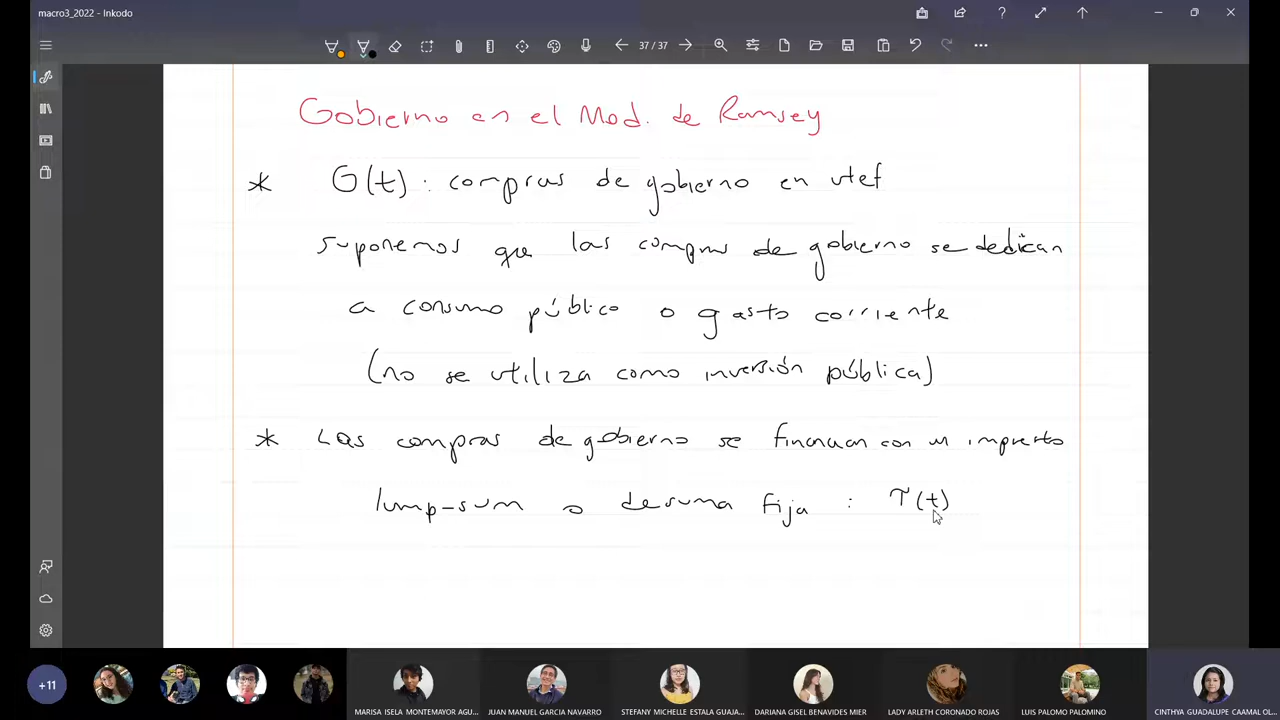 macro3_2022 - Inkodo
37 / 37
Gobierno en el Mod. de Ramsey
* G(t) : compras de gobierno en utef
suponemos que las compras de gobierno se dedican
a consumo público o gasto corriente
(no se utiliza como inversión pública)
* Las compras de gobierno se financian con un impuesto
lump-sum o de suma fija : T(t)
+11
MARISA ISELA MONTEMAYOR AGU...
JUAN MANUEL GARCIA NAVARRO
STEFANY MICHELLE ESTALA GUAJA...
DARIANA GISEL BENAVIDES MIER
LADY ARLETH CORONADO ROJAS
LUIS PALOMO PALOMINO
CINTHYA GUADALUPE CAAMAL OL...